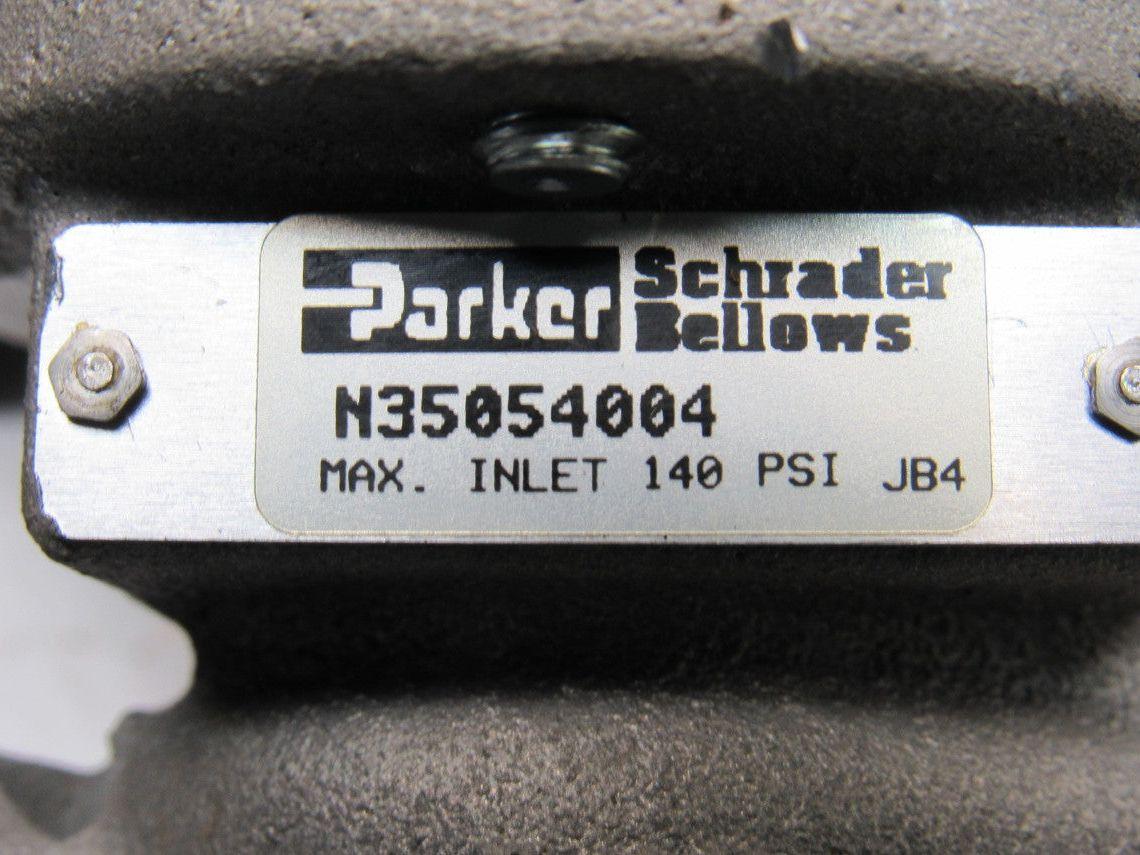 Parker Schrader
Bellows
N35054004
MAX. INLET 140 PSI JB4